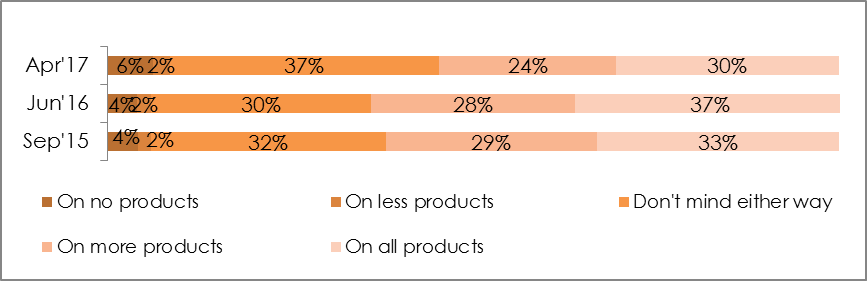 Apr'17 6% 2% 37% 24% 30%
Jun'16 4% 2% 30% 28% 37%
Sep'15 4% 2% 32% 29% 33%
On no products On less products Don't mind either way
On more products On all products